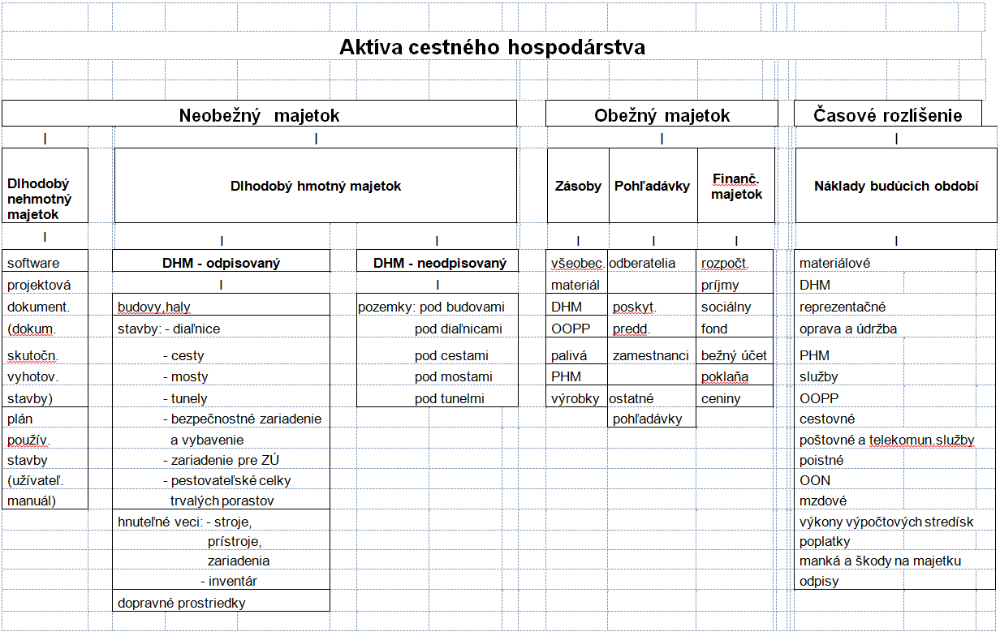 Aktíva cestného hospodárstva
Neobežný majetok
Obežný majetok
Časové rozlíšenie
Dlhodobý
nehmotný
majetok
Dlhodobý hmotný majetok
Zásoby
Pohľadávky
Finanč.
majetok
Náklady budúcich období
software
projektová
dokument.
(dokum.
skutočn.
vyhotov.
stavby)
plán
použív.
stavby
(užívateľ.
manuál)
DHM - odpisovaný
budovy,haly
stavby: - diaľnice
- cesty
- mosty
- tunely
- bezpečnostné zariadenie
a vybavenie
- zariadenie pre ZÚ
- pestovateľské celky
trvalých porastov
hnuteľné veci: - stroje,
prístroje,
zariadenia
- inventár
dopravné prostriedky
DHM - neodpisovaný
pozemky: pod budovami
pod diaľnicami
pod cestami
pod mostami
pod tunelmi
všeobec.
materiál
DHM
OOPP
palivá
PHM
výrobky
odberatelia
poskyt.
predd.
zamestnanci
ostatné
pohľadávky
rozpočt.
príjmy
sociálny
fond
bežný účet
poklaňa
ceniny
materiálové
DHM
reprezentačné
oprava a údržba
PHM
služby
OOPP
cestovné
poštovné a telekomun.služby
poistné
OON
mzdové
výkony výpočtových stredísk
poplatky
manká a škody na majetku
odpisy